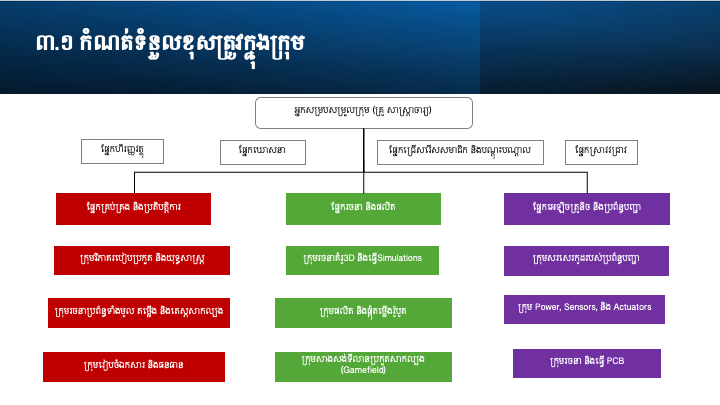 ៣.១ កំណត់ទំនួលខុសត្រូវក្នុងក្រុម
អ្នកសម្របសម្រួលក្រុម (គ្រូ សាស្ត្រាចារ្យ)
ផ្នែកហិរញ្ញវត្ថុ
ផ្នែកឃោសនា
ផ្នែកជ្រើសរើសសមាជិក និងបណ្តុះបណ្តាល
ផ្នែកស្រាវវជ្រាវ
ផ្នែកគ្រប់គ្រង និងប្រតិបត្តិការ
ផ្នែករចនា និងផលិត
ផ្នែកអេឡិចត្រូនិច និងប្រព័ន្ធបញ្ជា
ក្រុមវិភាគរបៀបប្រកួត និងយុទ្ធសាស្ត្រ
ក្រុមរចនាគំរូ3D និងធ្វើSimulations
ក្រុមសរសេរកូដរបស់ប្រព័ន្ធបញ្ជា
ក្រុមរចនាប្រព័ន្ធទាំងមូល តម្លើង និងតេស្តសាកល្បង
ក្រុមផលិត និងផ្គុំតម្លើងរ៉ូបូត
ក្រុម Power, Sensors, និង Actuators
ក្រុមរៀបចំឯកសារ និងធនធាន
ក្រុមសាងសង់ទីលានប្រកួតសាកល្បង
(Gamefield)
ក្រុមរចនា និងធ្វើ PCB